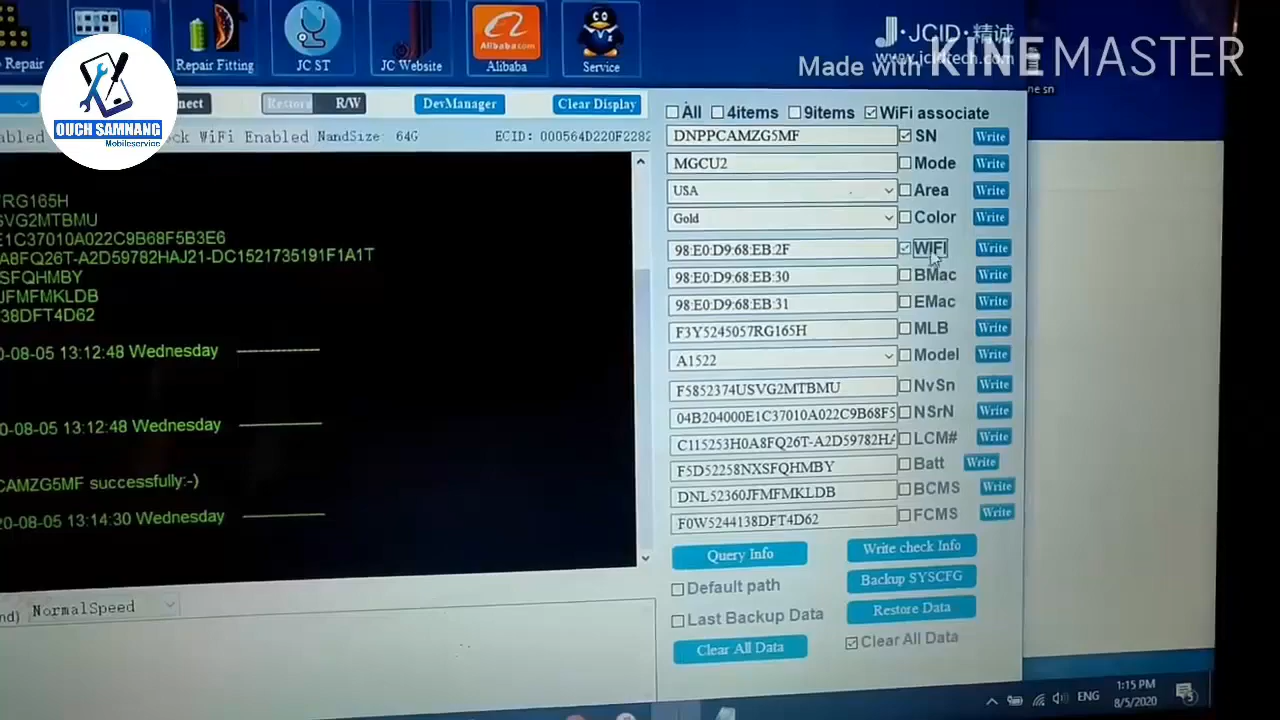 Repair
Repair Fitting
JC ST
JC Website
Alibaba.com
Alibaba
Service
JCID·精诚
www.jcidtech.com
Made with KINEMASTER
OUCH SAMNANG
Mobileservice
nect
Restore
R/W
DevManager
Clear Display
WiFi Enabled NandSize: 64G ECID: 000564D220F2282
All 4items 9items WiFi associate
DNPPCAMZG5MF SN Write
MGCU2 Mode Write
USA Area Write
Gold Color Write
98:E0:D9:68:EB:2F WIFI Write
98:E0:D9:68:EB:30 BMac Write
98:E0:D9:68:EB:31 EMac Write
F3Y5245057RG165H MLB Write
A1522 Model Write
F5852374USVG2MTBMU NvSn Write
04B204000E1C37010A022C9B68F5 NSrN Write
C115253H0A8FQ26T-A2D59782HA LCM# Write
F5D52258NXSFQHMBY Batt Write
DNL52360JFMFMKLDB BCMS Write
F0W5244138DFT4D62 FCMS Write
Query Info
Write check Info
Default path
Backup SYSCFG
Last Backup Data
Restore Data
Clear All Data
Clear All Data
RG165H
SVG2MTBMU
E1C37010A022C9B68F5B3E6
A8FQ26T-A2D59782HAJ21-DC1521735191F1A1T
SFQHMBY
JFMFMKLDB
38DFT4D62
0-08-05 13:12:48 Wednesday
0-08-05 13:12:48 Wednesday
CAMZG5MF successfully:-)
20-08-05 13:14:30 Wednesday
nd) NormalSpeed
ENG
1:15 PM
8/5/2020